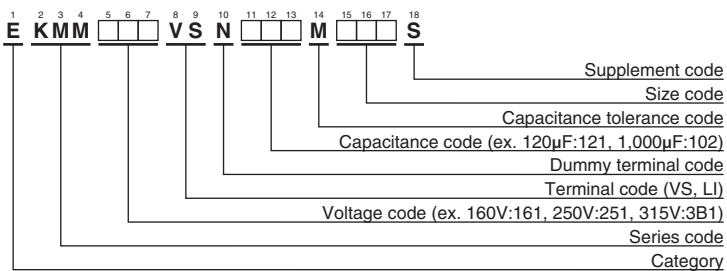 1 2 3 4 5 6 7 8 9 10 11 12 13 14 15 16 17 18
E KMM □□□ VS N □□□ M □□□ S
Supplement code
Size code
Capacitance tolerance code
Capacitance code (ex. 120μF:121, 1,000μF:102)
Dummy terminal code
Terminal code (VS, LI)
Voltage code (ex. 160V:161, 250V:251, 315V:3B1)
Series code
Category